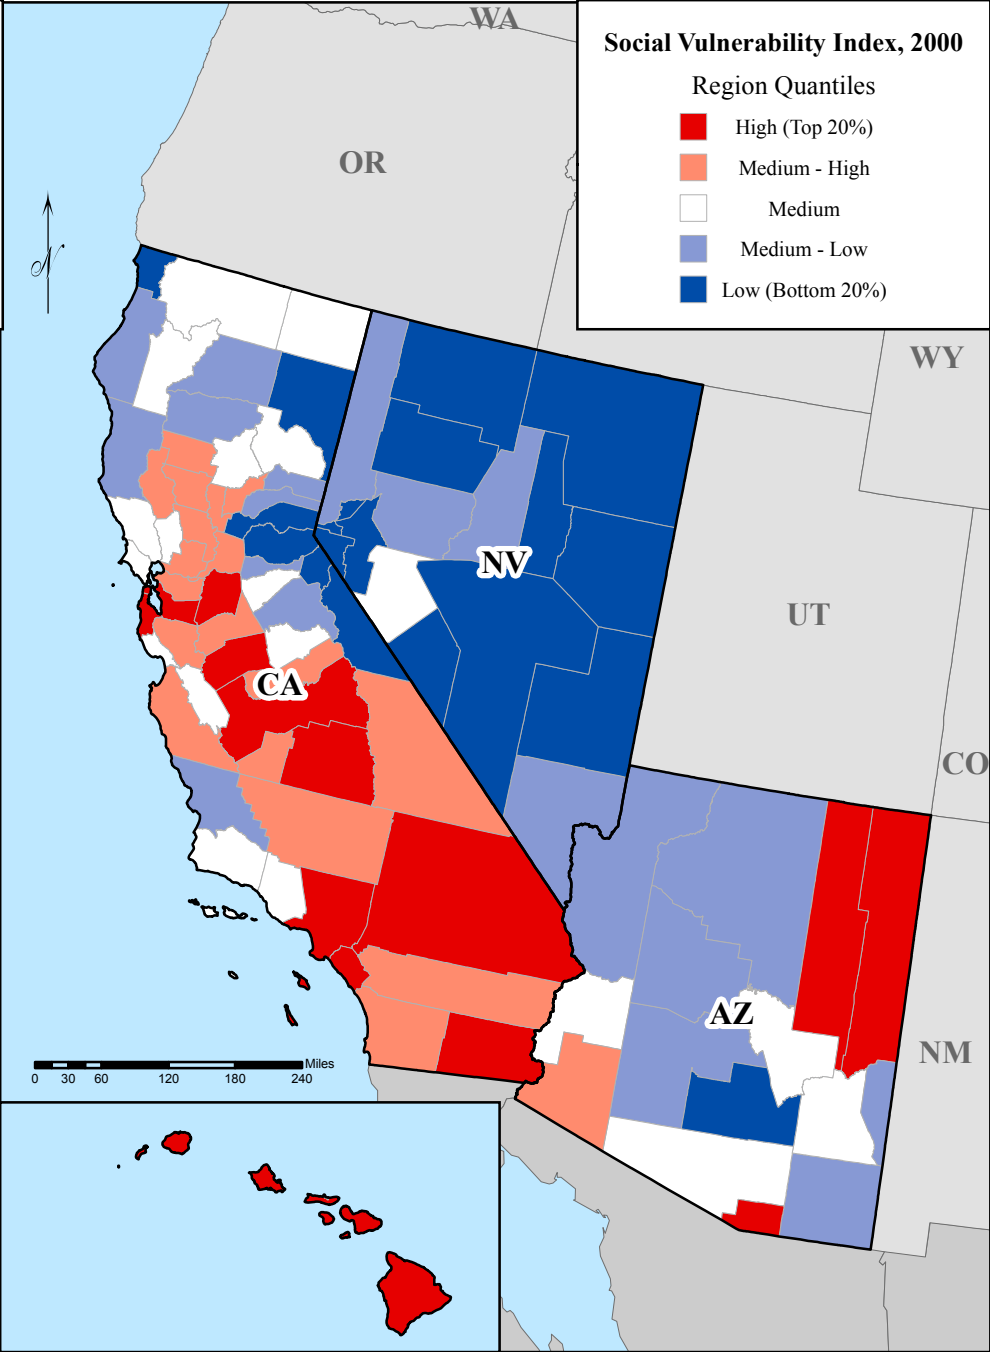 WA
Social Vulnerability Index, 2000
Region Quantiles
High (Top 20%)
Medium - High
Medium
Medium - Low
Low (Bottom 20%)
OR
N
WY
NV
UT
CA
CO
AZ
NM
Miles
0 30 60 120 180 240